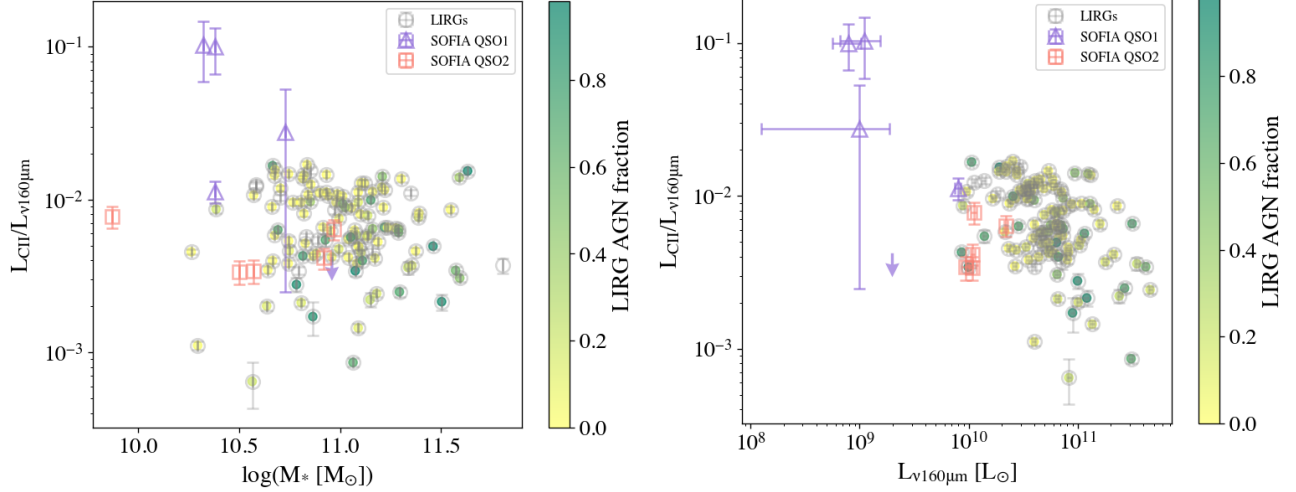 LIRGs
SOFIA QSO1
SOFIA QSO2
10⁻¹
10⁻²
10⁻³
L_CII/L_ν160μm
10.0 10.5 11.0 11.5
log(M* [M⊙])
0.8
0.6
0.4
0.2
0.0
LIRG AGN fraction
LIRGs
SOFIA QSO1
SOFIA QSO2
10⁻¹
10⁻²
10⁻³
L_CII/L_ν160μm
10⁸ 10⁹ 10¹⁰ 10¹¹
L_ν160μm [L⊙]
0.8
0.6
0.4
0.2
0.0
LIRG AGN fraction